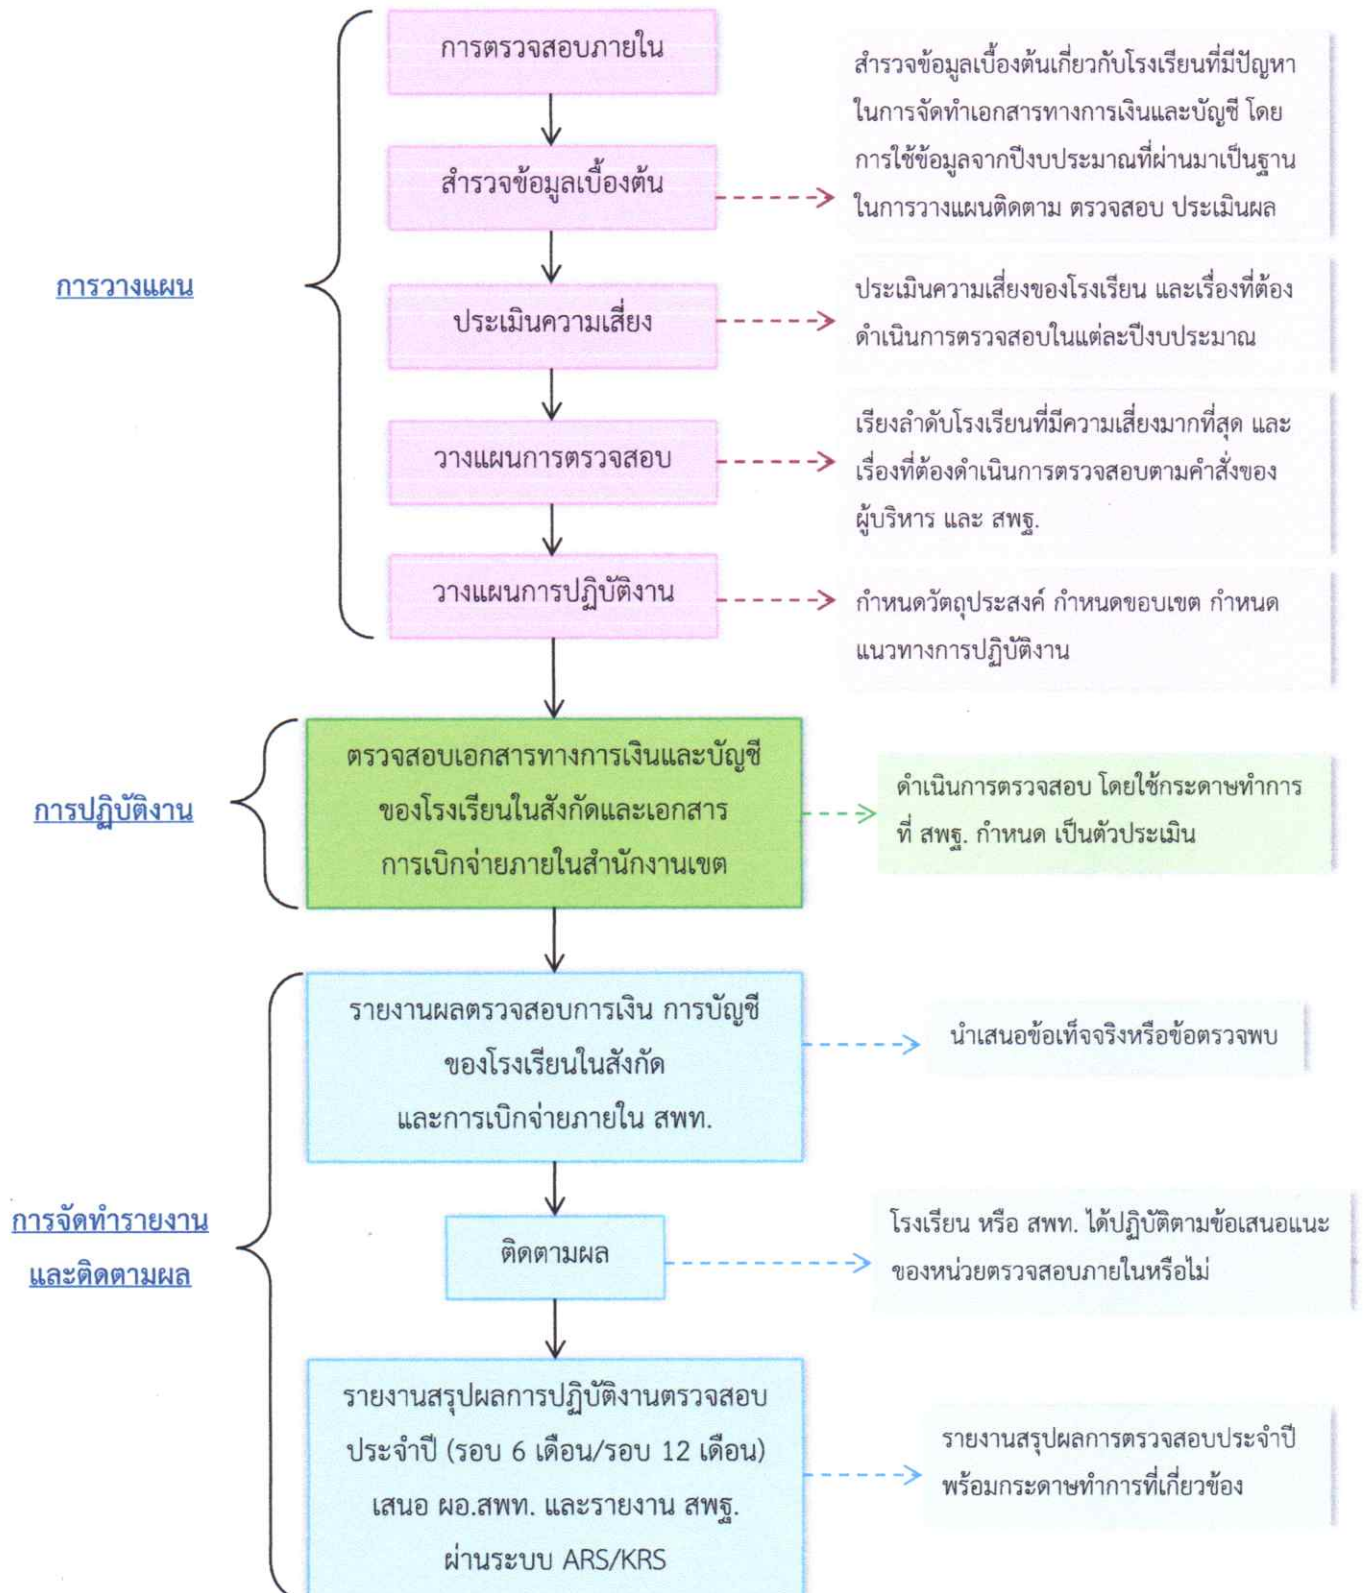 การตรวจสอบภายใน
สำรวจข้อมูลเบื้องต้นเกี่ยวกับโรงเรียนที่มีปัญหา
ในการจัดทำเอกสารทางการเงินและบัญชี โดย
การใช้ข้อมูลจากปีงบประมาณที่ผ่านมาเป็นฐาน
ในการวางแผนติดตาม ตรวจสอบ ประเมินผล
สำรวจข้อมูลเบื้องต้น
การวางแผน
ประเมินความเสี่ยง
ประเมินความเสี่ยงของโรงเรียน และเรื่องที่ต้อง
ดำเนินการตรวจสอบในแต่ละปีงบประมาณ
วางแผนการตรวจสอบ
เรียงลำดับโรงเรียนที่มีความเสี่ยงมากที่สุด และ
เรื่องที่ต้องดำเนินการตรวจสอบตามคำสั่งของ
ผู้บริหาร และ สพฐ.
วางแผนการปฏิบัติงาน
กำหนดวัตถุประสงค์ กำหนดขอบเขต กำหนด
แนวทางการปฏิบัติงาน
การปฏิบัติงาน
ตรวจสอบเอกสารทางการเงินและบัญชี
ของโรงเรียนในสังกัดและเอกสาร
การเบิกจ่ายภายในสำนักงานเขต
ดำเนินการตรวจสอบ โดยใช้กระดาษทำการ
ที่ สพฐ. กำหนด เป็นตัวประเมิน
รายงานผลตรวจสอบการเงิน การบัญชี
ของโรงเรียนในสังกัด
และการเบิกจ่ายภายใน สพท.
นำเสนอข้อเท็จจริงหรือข้อตรวจพบ
การจัดทำรายงาน
และติดตามผล
ติดตามผล
โรงเรียน หรือ สพท. ได้ปฏิบัติตามข้อเสนอแนะ
ของหน่วยตรวจสอบภายในหรือไม่
รายงานสรุปผลการปฏิบัติงานตรวจสอบ
ประจำปี (รอบ 6 เดือน/รอบ 12 เดือน)
เสนอ ผอ.สพท. และรายงาน สพฐ.
ผ่านระบบ ARS/KRS
รายงานสรุปผลการตรวจสอบประจำปี
พร้อมกระดาษทำการที่เกี่ยวข้อง